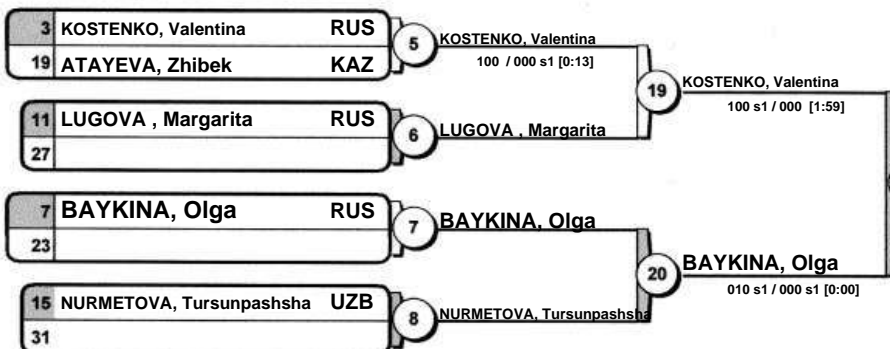 3 KOSTENKO, Valentina RUS
19 ATAYEVA, Zhibek KAZ
5 KOSTENKO, Valentina
100 / 000 s1 [0:13]
11 LUGOVA , Margarita RUS
27
6 LUGOVA , Margarita
19 KOSTENKO, Valentina
100 s1 / 000 [1:59]
7 BAYKINA, Olga RUS
23
7 BAYKINA, Olga
15 NURMETOVA, Tursunpashsha UZB
31
8 NURMETOVA, Tursunpashsha
20 BAYKINA, Olga
010 s1 / 000 s1 [0:00]